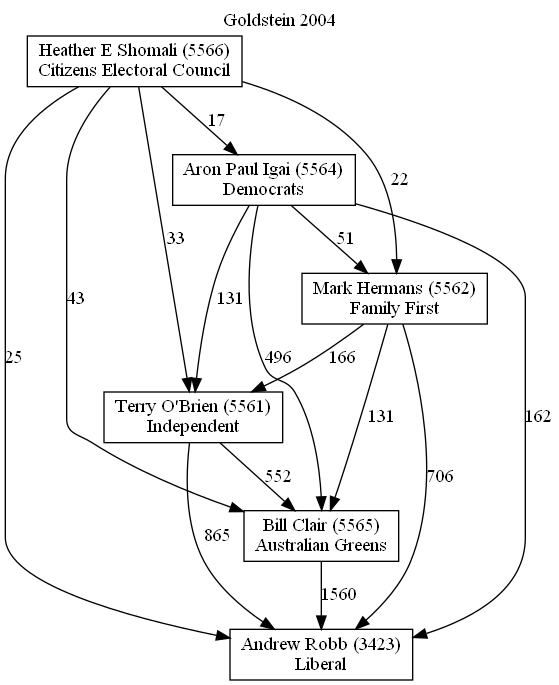 Goldstein 2004
Heather E Shomali (5566)
Citizens Electoral Council
17
Aron Paul Igai (5564)
Democrats
22
33
51
43
131
Mark Hermans (5562)
Family First
25
496
166
162
Terry O'Brien (5561)
Independent
131
552
706
865
Bill Clair (5565)
Australian Greens
1560
Andrew Robb (3423)
Liberal